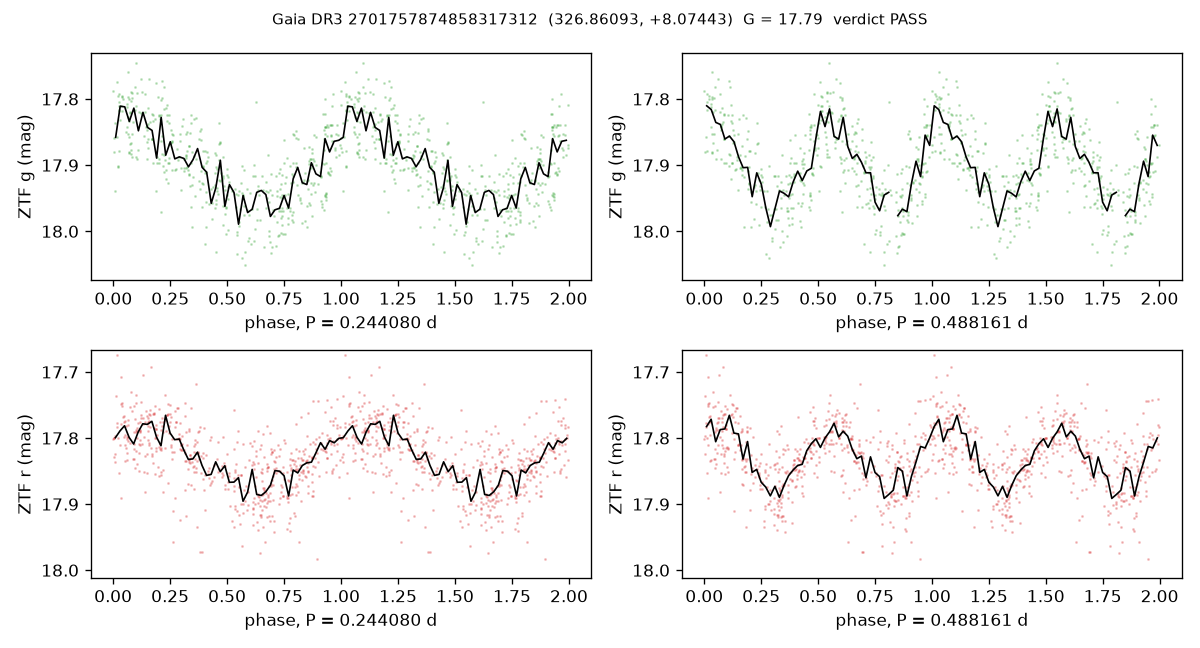 Gaia DR3 2701757874858317312 (326.86093, +8.07443) G = 17.79 verdict PASS
ZTF g (mag)
17.8
17.9
18.0
0.00 0.25 0.50 0.75 1.00 1.25 1.50 1.75 2.00
phase, P = 0.244080 d
ZTF g (mag)
17.8
17.9
18.0
0.00 0.25 0.50 0.75 1.00 1.25 1.50 1.75 2.00
phase, P = 0.488161 d
ZTF r (mag)
17.7
17.8
17.9
18.0
0.00 0.25 0.50 0.75 1.00 1.25 1.50 1.75 2.00
phase, P = 0.244080 d
ZTF r (mag)
17.7
17.8
17.9
18.0
0.00 0.25 0.50 0.75 1.00 1.25 1.50 1.75 2.00
phase, P = 0.488161 d